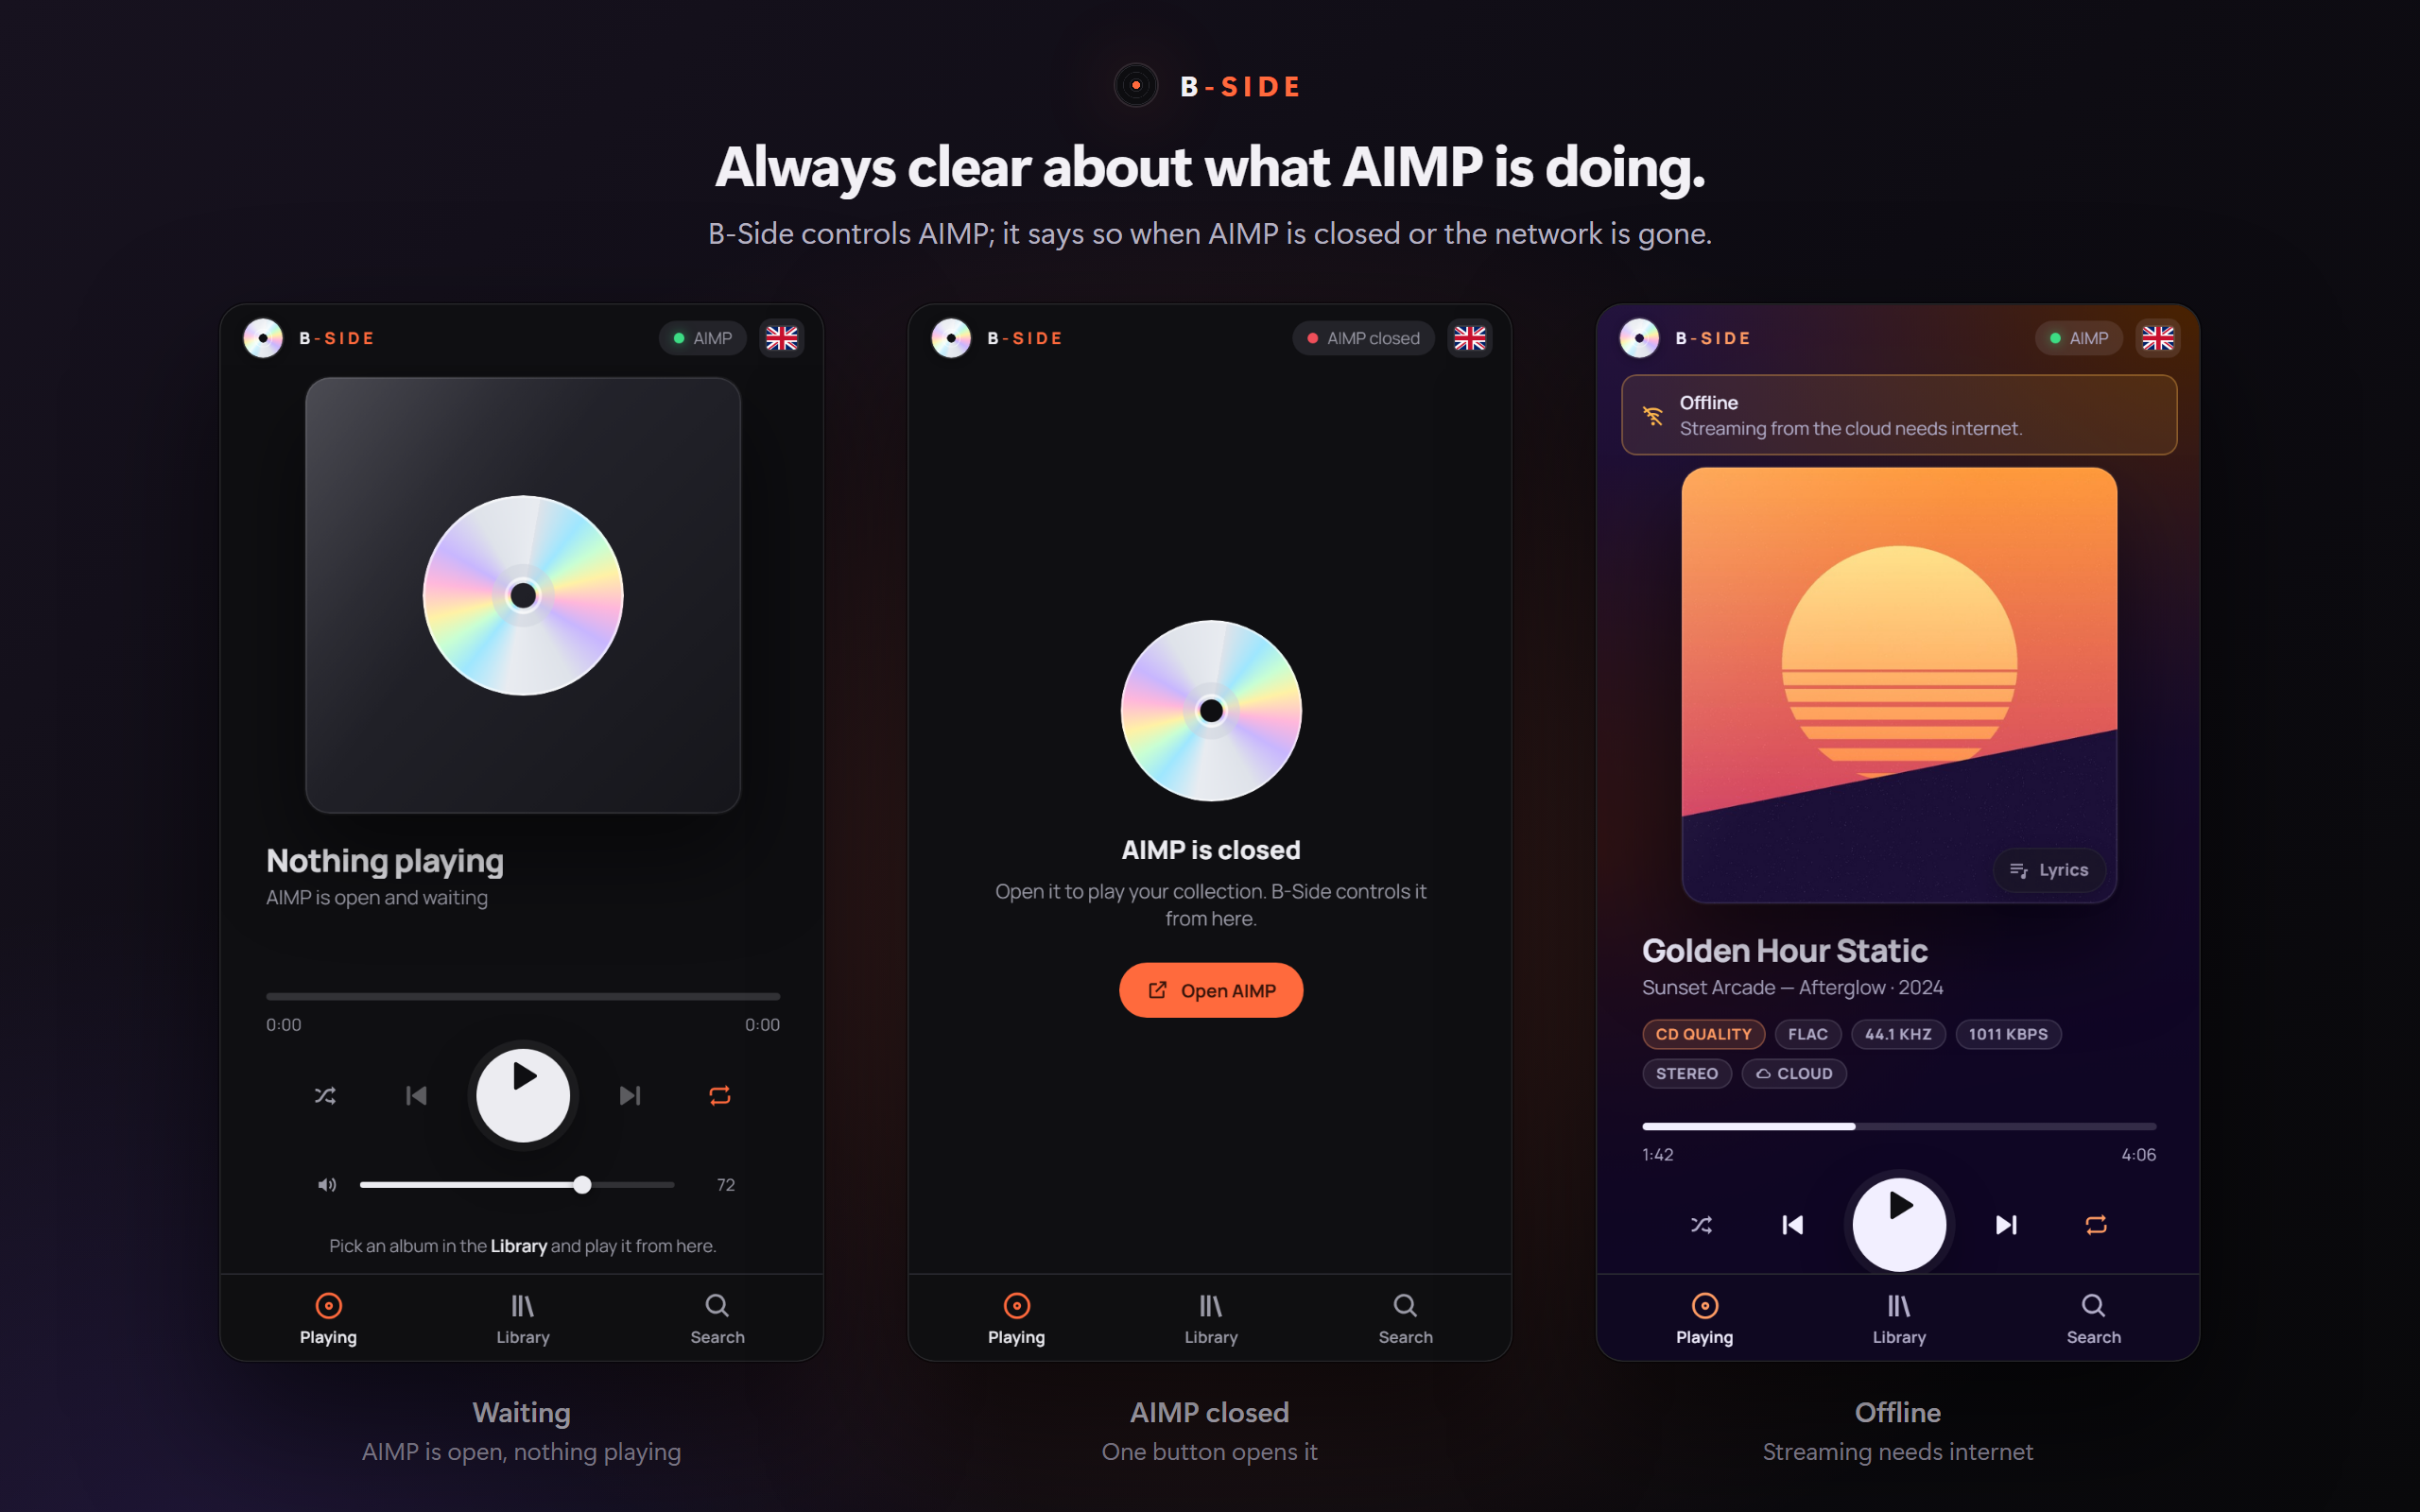 B-SIDE
Always clear about what AIMP is doing.
B-Side controls AIMP; it says so when AIMP is closed or the network is gone.
B-SIDE
AIMP
Nothing playing
AIMP is open and waiting
0:00
0:00
72
Pick an album in the Library and play it from here.
Playing
Library
Search
Waiting
AIMP is open, nothing playing
B-SIDE
AIMP closed
AIMP is closed
Open it to play your collection. B-Side controls it
from here.
Open AIMP
Playing
Library
Search
AIMP closed
One button opens it
B-SIDE
AIMP
Offline
Streaming from the cloud needs internet.
Lyrics
Golden Hour Static
Sunset Arcade — Afterglow · 2024
CD QUALITY
FLAC
44.1 KHZ
1011 KBPS
STEREO
CLOUD
1:42
4:06
Playing
Library
Search
Offline
Streaming needs internet